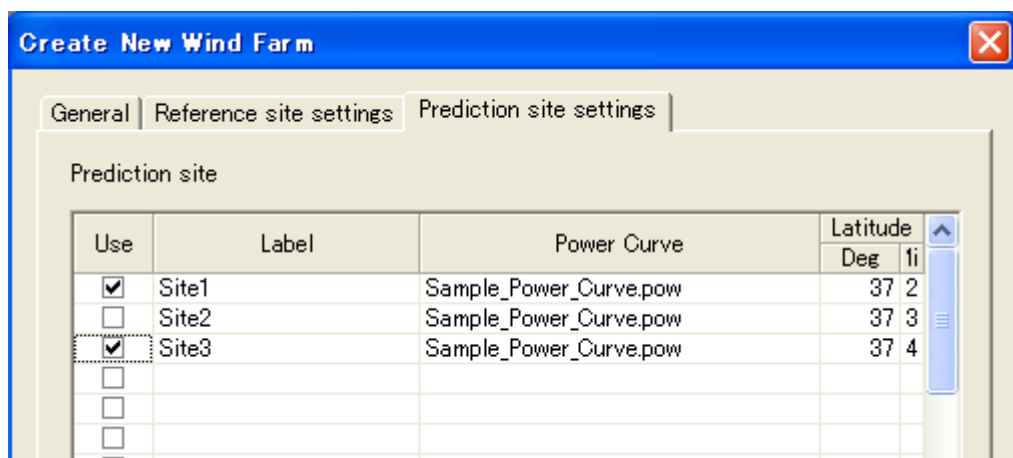 Create New Wind Farm
General Reference site settings Prediction site settings
Prediction site
Use Label Power Curve Latitude
Deg
Site1 Sample_Power_Curve.pow 37 2
Site2 Sample_Power_Curve.pow 37 3
Site3 Sample_Power_Curve.pow 37 4